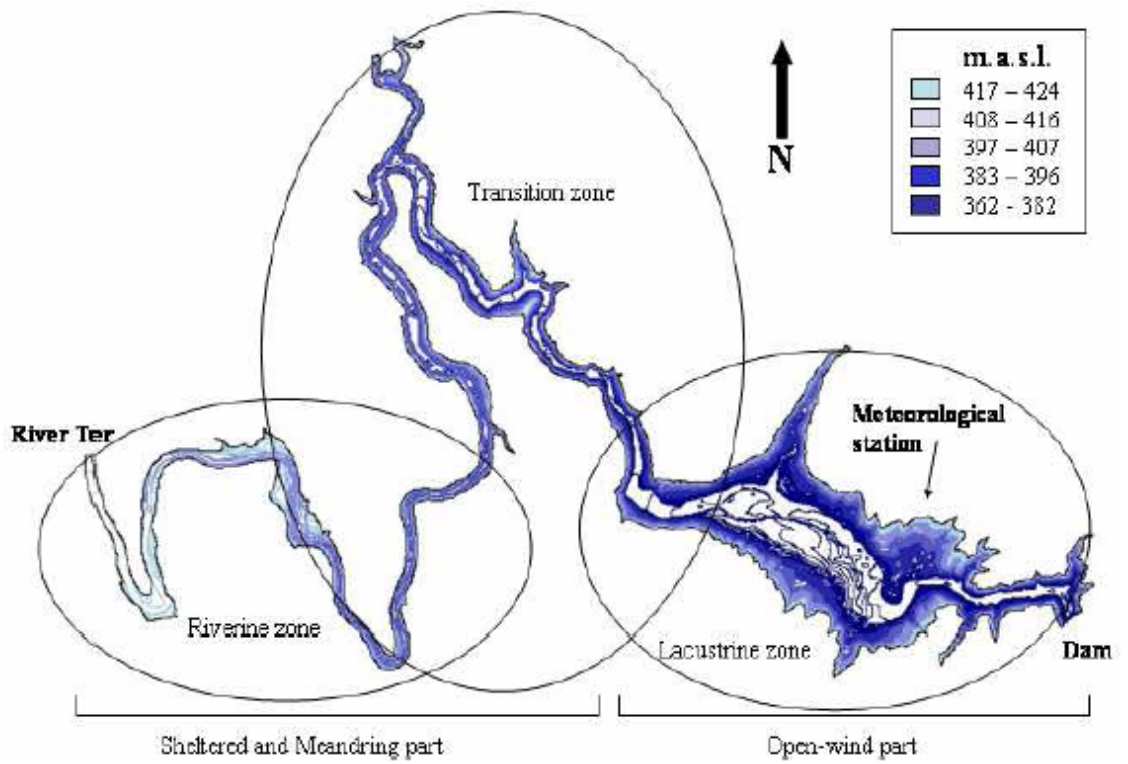 m.a.s.l.
417 – 424
408 – 416
397 – 407
383 – 396
362 - 382
N
Transition zone
Meteorological
station
River Ter
Riverine zone
Lacustrine zone
Dam
Sheltered and Meandring part
Open-wind part